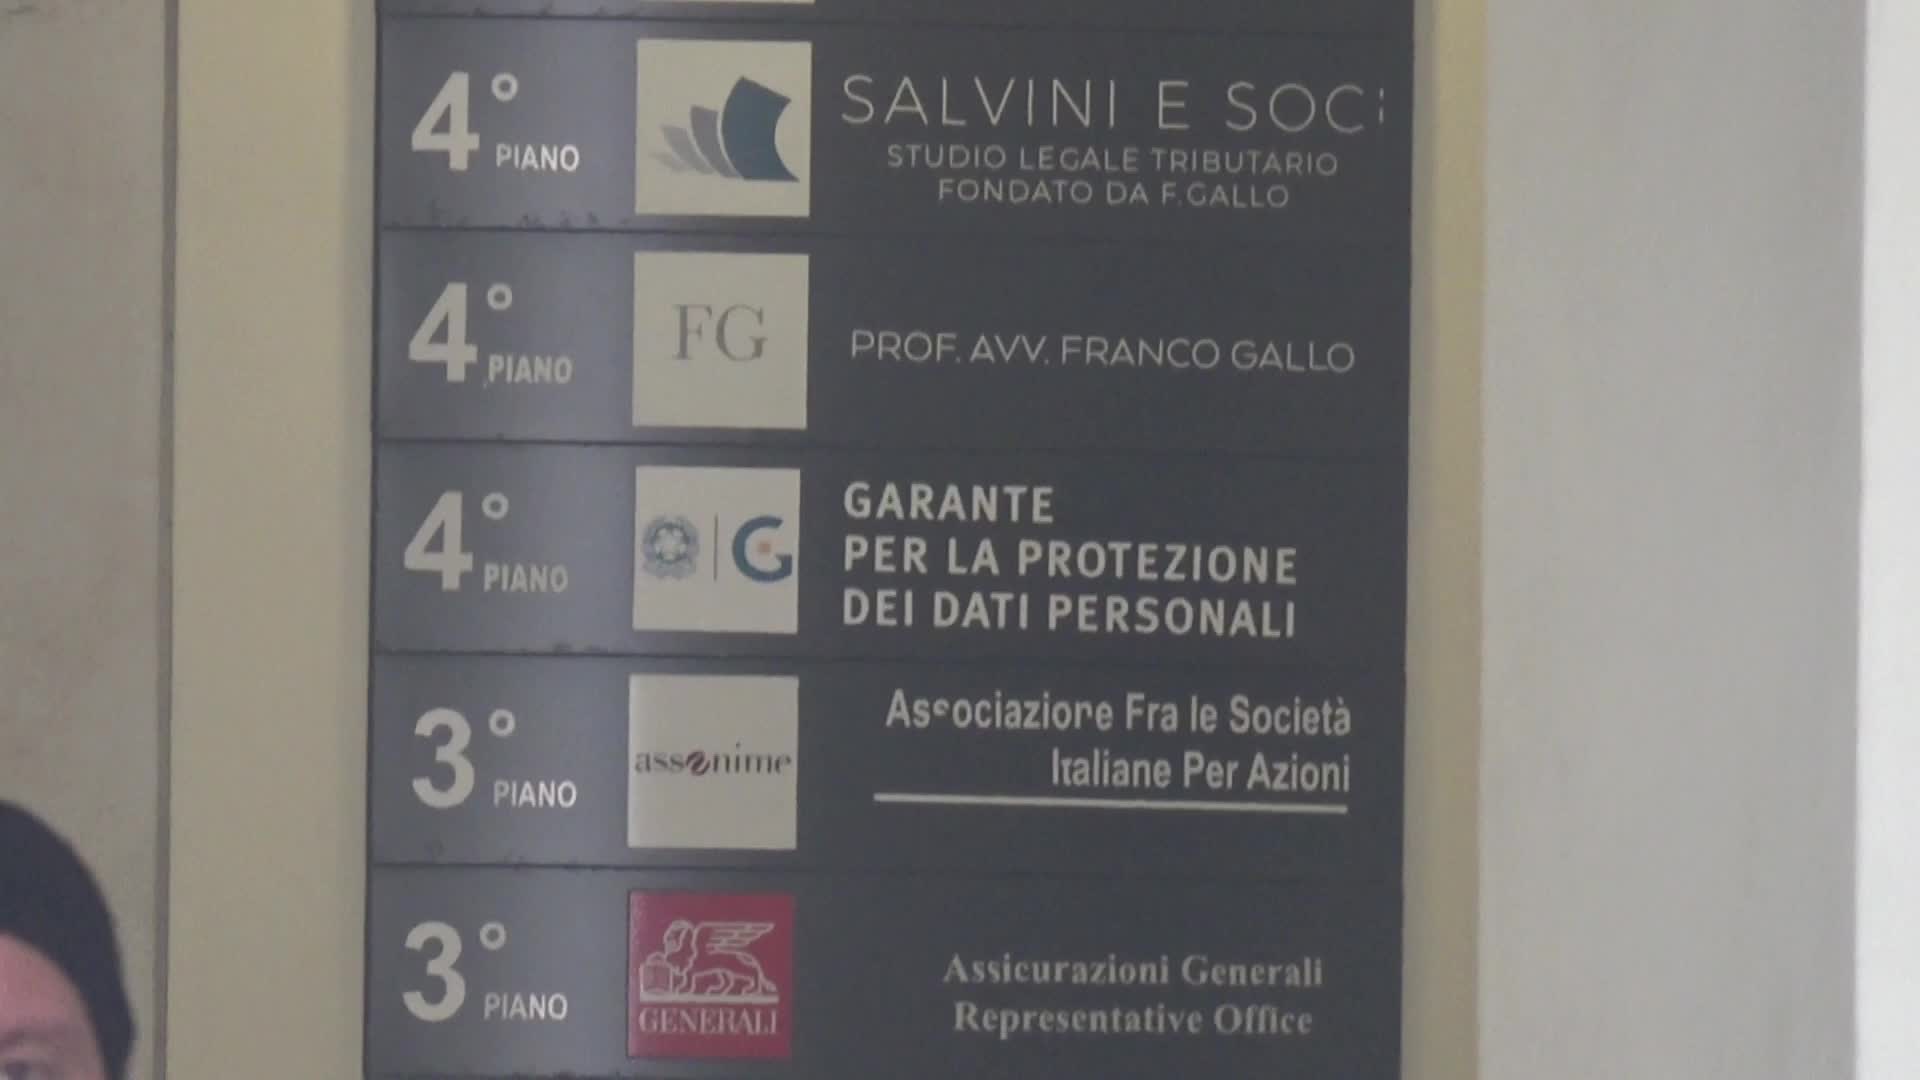 4° PIANO
SALVINI E SOCI
STUDIO LEGALE TRIBUTARIO
FONDATO DA F. GALLO
4° PIANO
FG
PROF. AVV. FRANCO GALLO
4° PIANO
G
GARANTE
PER LA PROTEZIONE
DEI DATI PERSONALI
3° PIANO
assonime
Associazione Fra le Società
Italiane Per Azioni
3° PIANO
GENERALI
Assicurazioni Generali
Representative Office